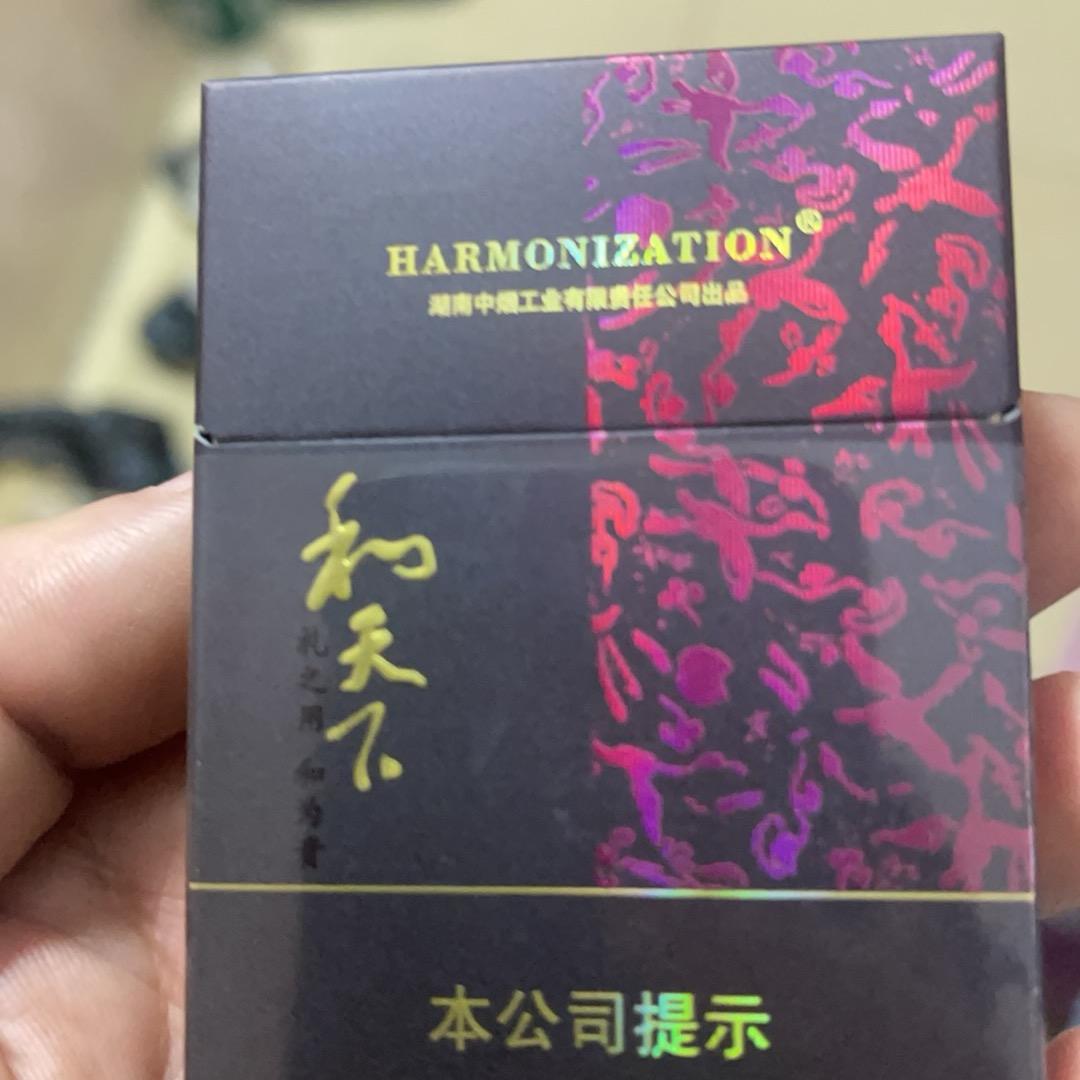 HARMONIZATION®
湖南中烟工业有限责任公司出品
和天下
礼之用 和为贵
本公司提示